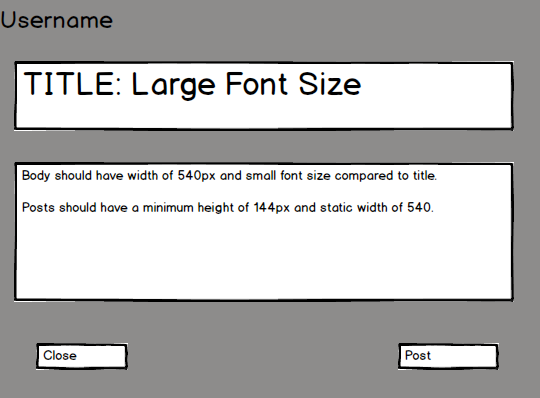 Username
TITLE: Large Font Size
Body should have width of 540px and small font size compared to title.
Posts should have a minimum height of 144px and static width of 540.
Close
Post